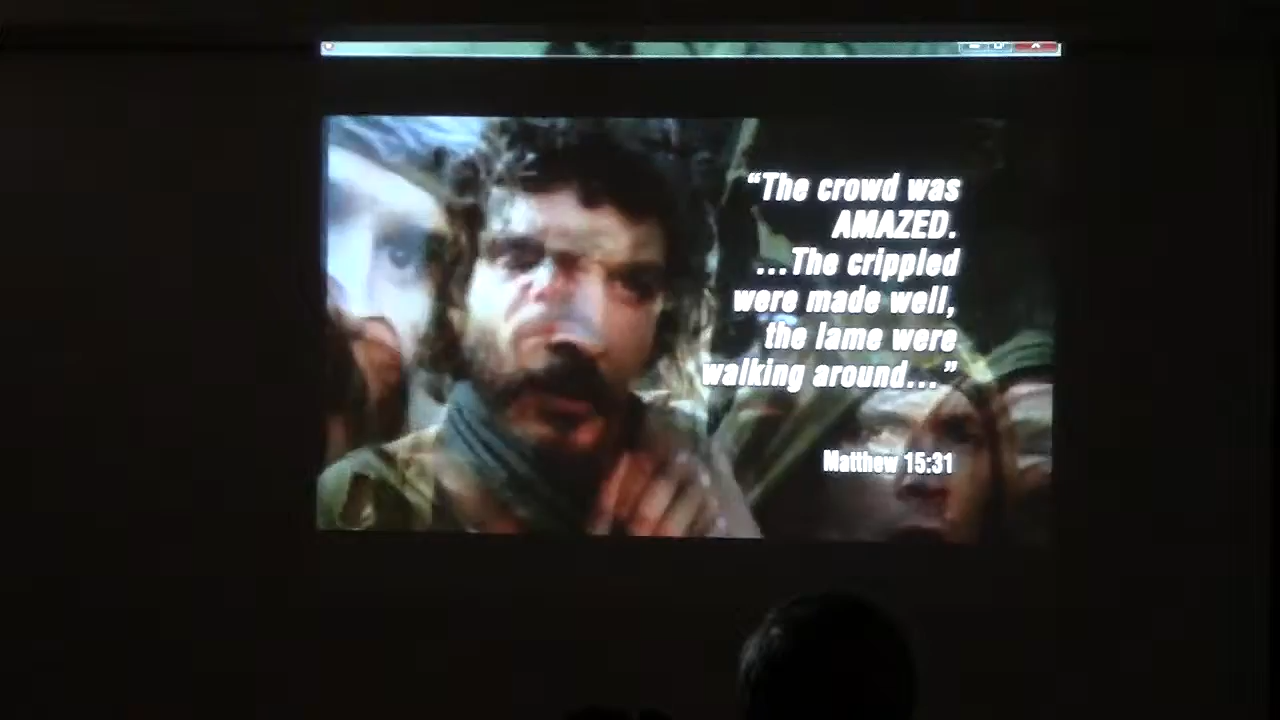 “The crowd was
AMAZED.
...The crippled
were made well,
the lame were
walking around...”
Matthew 15:31